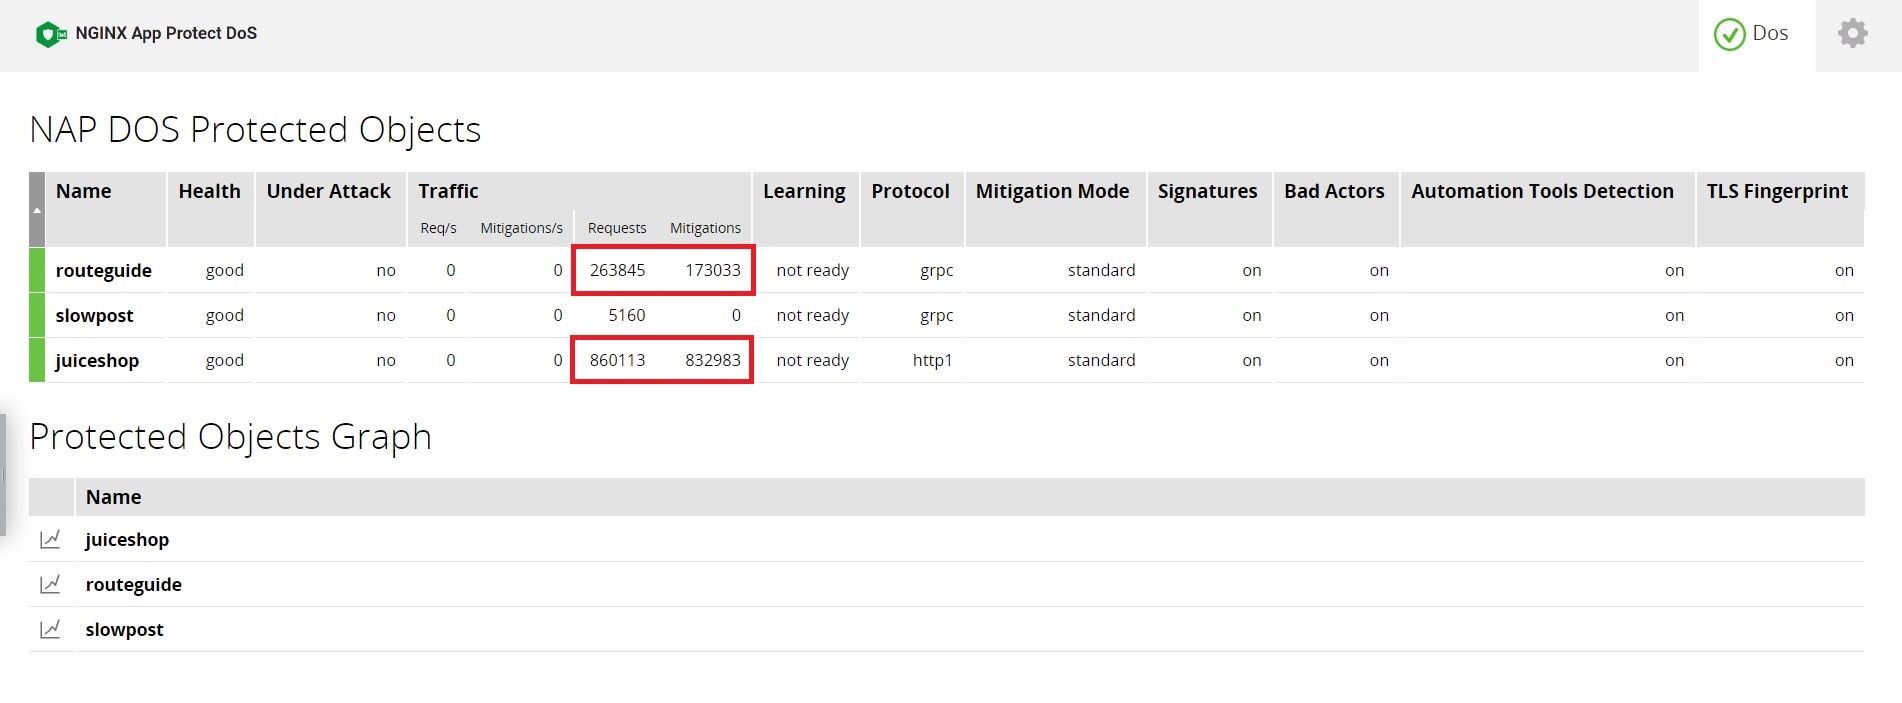 NGINX App Protect DoS
Dos
NAP DOS Protected Objects
Name Health Under Attack Traffic Learning Protocol Mitigation Mode Signatures Bad Actors Automation Tools Detection TLS Fingerprint
Req/s Mitigations/s Requests Mitigations
routeguide good no 0 0 263845 173033 not ready grpc standard on on on on
slowpost good no 0 0 5160 0 not ready grpc standard on on on on
juiceshop good no 0 0 860113 832983 not ready http1 standard on on on on
Protected Objects Graph
Name
juiceshop
routeguide
slowpost